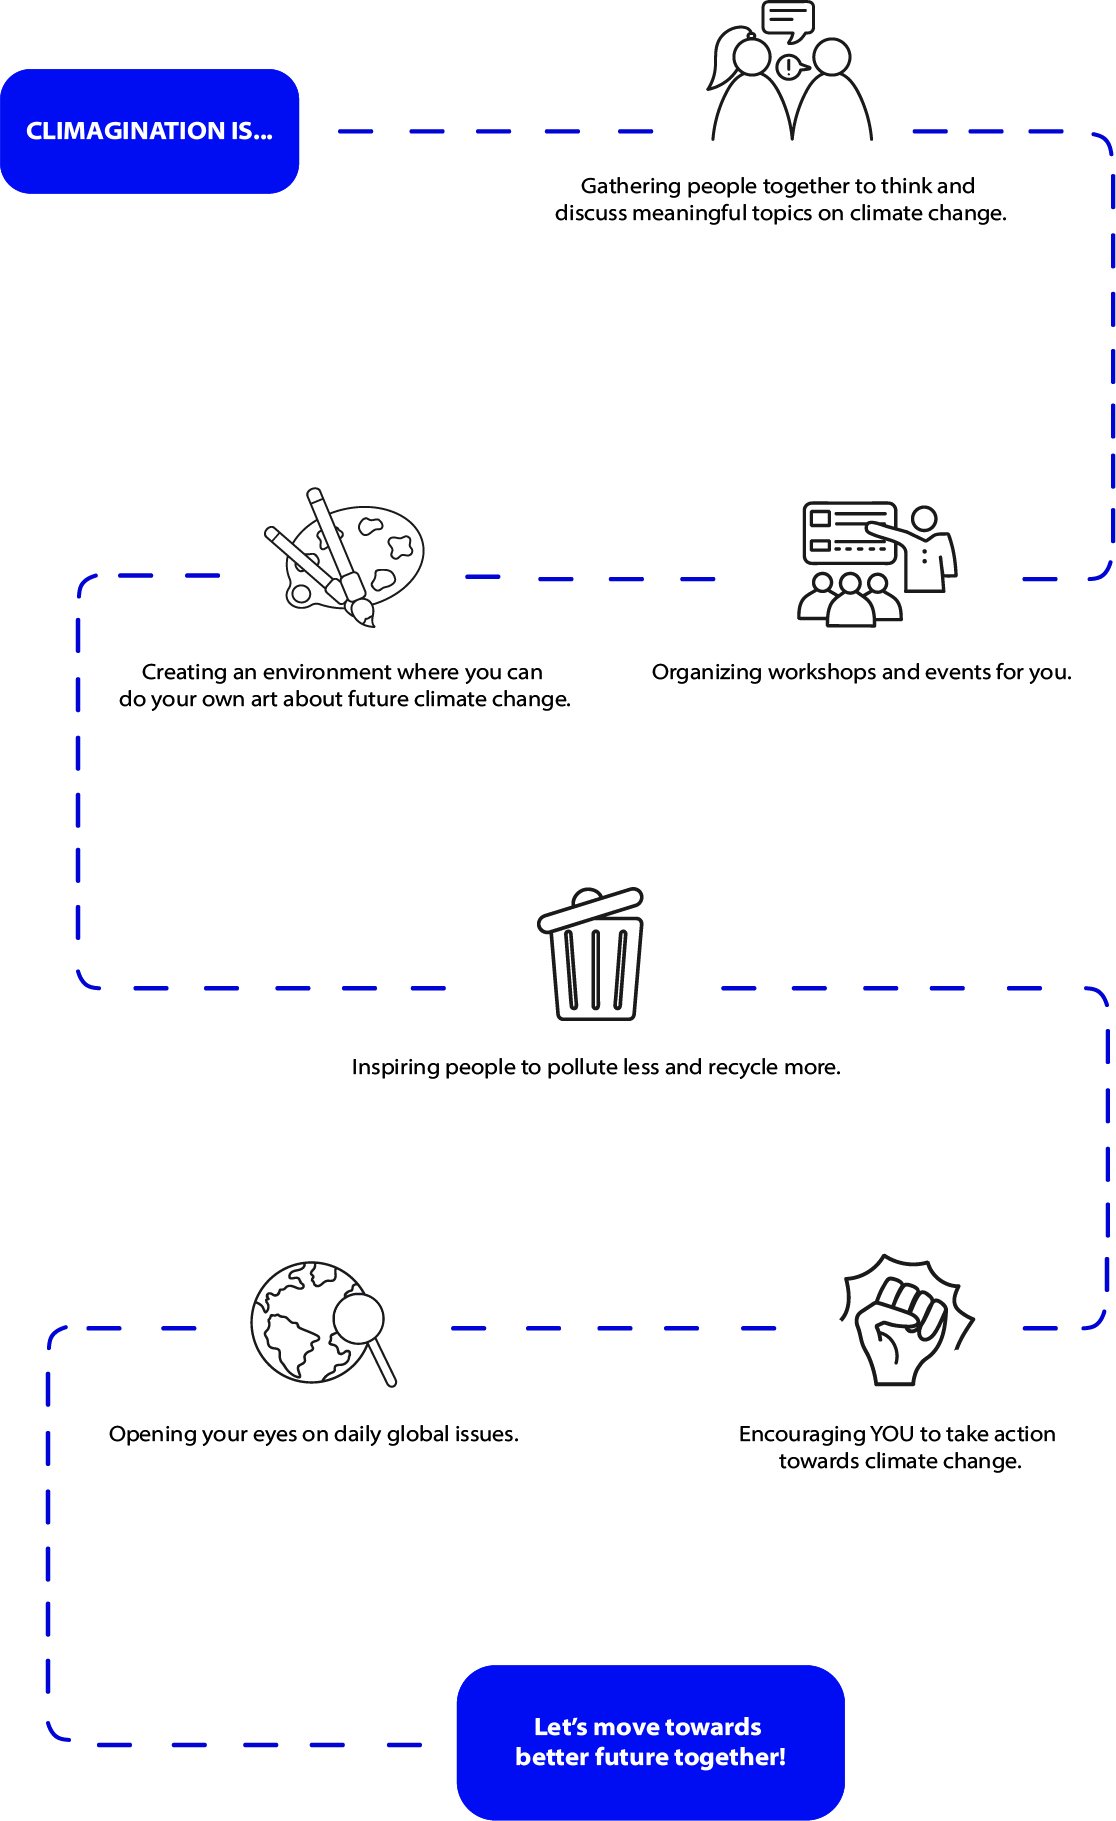 CLIMAGINATION IS...
Gathering people together to think and
discuss meaningful topics on climate change.
Organizing workshops and events for you.
Creating an environment where you can
do your own art about future climate change.
Inspiring people to pollute less and recycle more.
Encouraging YOU to take action
towards climate change.
Opening your eyes on daily global issues.
Let’s move towards
better future together!